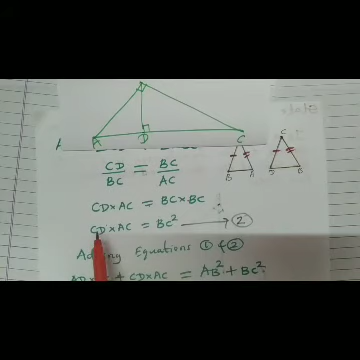 A D C
C
B D
CD/BC = BC/AC
CD×AC = BC×BC
CD×AC = BC² → ②
Adding Equations ① & ②
+ CD×AC = AB² + BC²